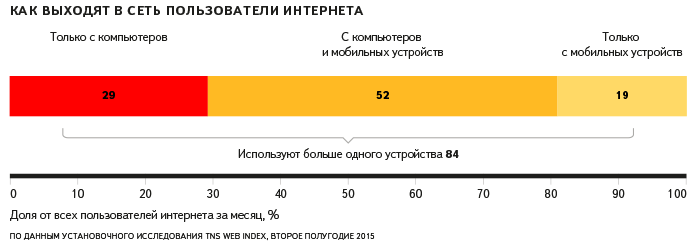 КАК ВЫХОДЯТ В СЕТЬ ПОЛЬЗОВАТЕЛИ ИНТЕРНЕТА
Только с компьютеров
С компьютеров
и мобильных устройств
Только
с мобильных устройств
29
52
19
Используют больше одного устройства 84
0 10 20 30 40 50 60 70 80 90 100
Доля от всех пользователей интернета за месяц, %
ПО ДАННЫМ УСТАНОВОЧНОГО ИССЛЕДОВАНИЯ TNS WEB INDEX, ВТОРОЕ ПОЛУГОДИЕ 2015